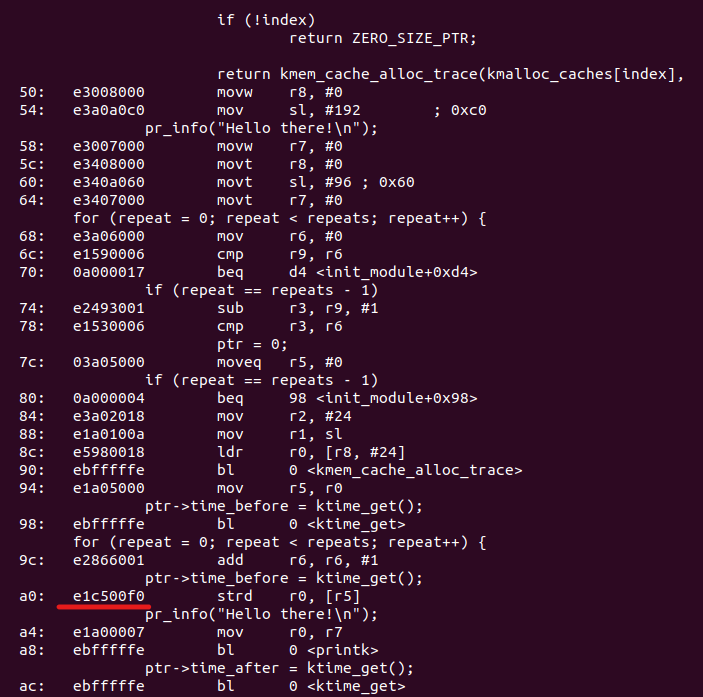 if (!index)
return ZERO_SIZE_PTR;
return kmem_cache_alloc_trace(kmalloc_caches[index],
50: e3008000 movw r8, #0
54: e3a0a0c0 mov sl, #192 ; 0xc0
pr_info("Hello there!\n");
58: e3007000 movw r7, #0
5c: e3408000 movt r8, #0
60: e340a060 movt sl, #96 ; 0x60
64: e3407000 movt r7, #0
for (repeat = 0; repeat < repeats; repeat++) {
68: e3a06000 mov r6, #0
6c: e1590006 cmp r9, r6
70: 0a000017 beq d4 <init_module+0xd4>
if (repeat == repeats - 1)
74: e2493001 sub r3, r9, #1
78: e1530006 cmp r3, r6
ptr = 0;
7c: 03a05000 moveq r5, #0
if (repeat == repeats - 1)
80: 0a000004 beq 98 <init_module+0x98>
84: e3a02018 mov r2, #24
88: e1a0100a mov r1, sl
8c: e5980018 ldr r0, [r8, #24]
90: ebfffffe bl 0 <kmem_cache_alloc_trace>
94: e1a05000 mov r5, r0
ptr->time_before = ktime_get();
98: ebfffffe bl 0 <ktime_get>
for (repeat = 0; repeat < repeats; repeat++) {
9c: e2866001 add r6, r6, #1
ptr->time_before = ktime_get();
a0: e1c500f0 strd r0, [r5]
pr_info("Hello there!\n");
a4: e1a00007 mov r0, r7
a8: ebfffffe bl 0 <printk>
ptr->time_after = ktime_get();
ac: ebfffffe bl 0 <ktime_get>